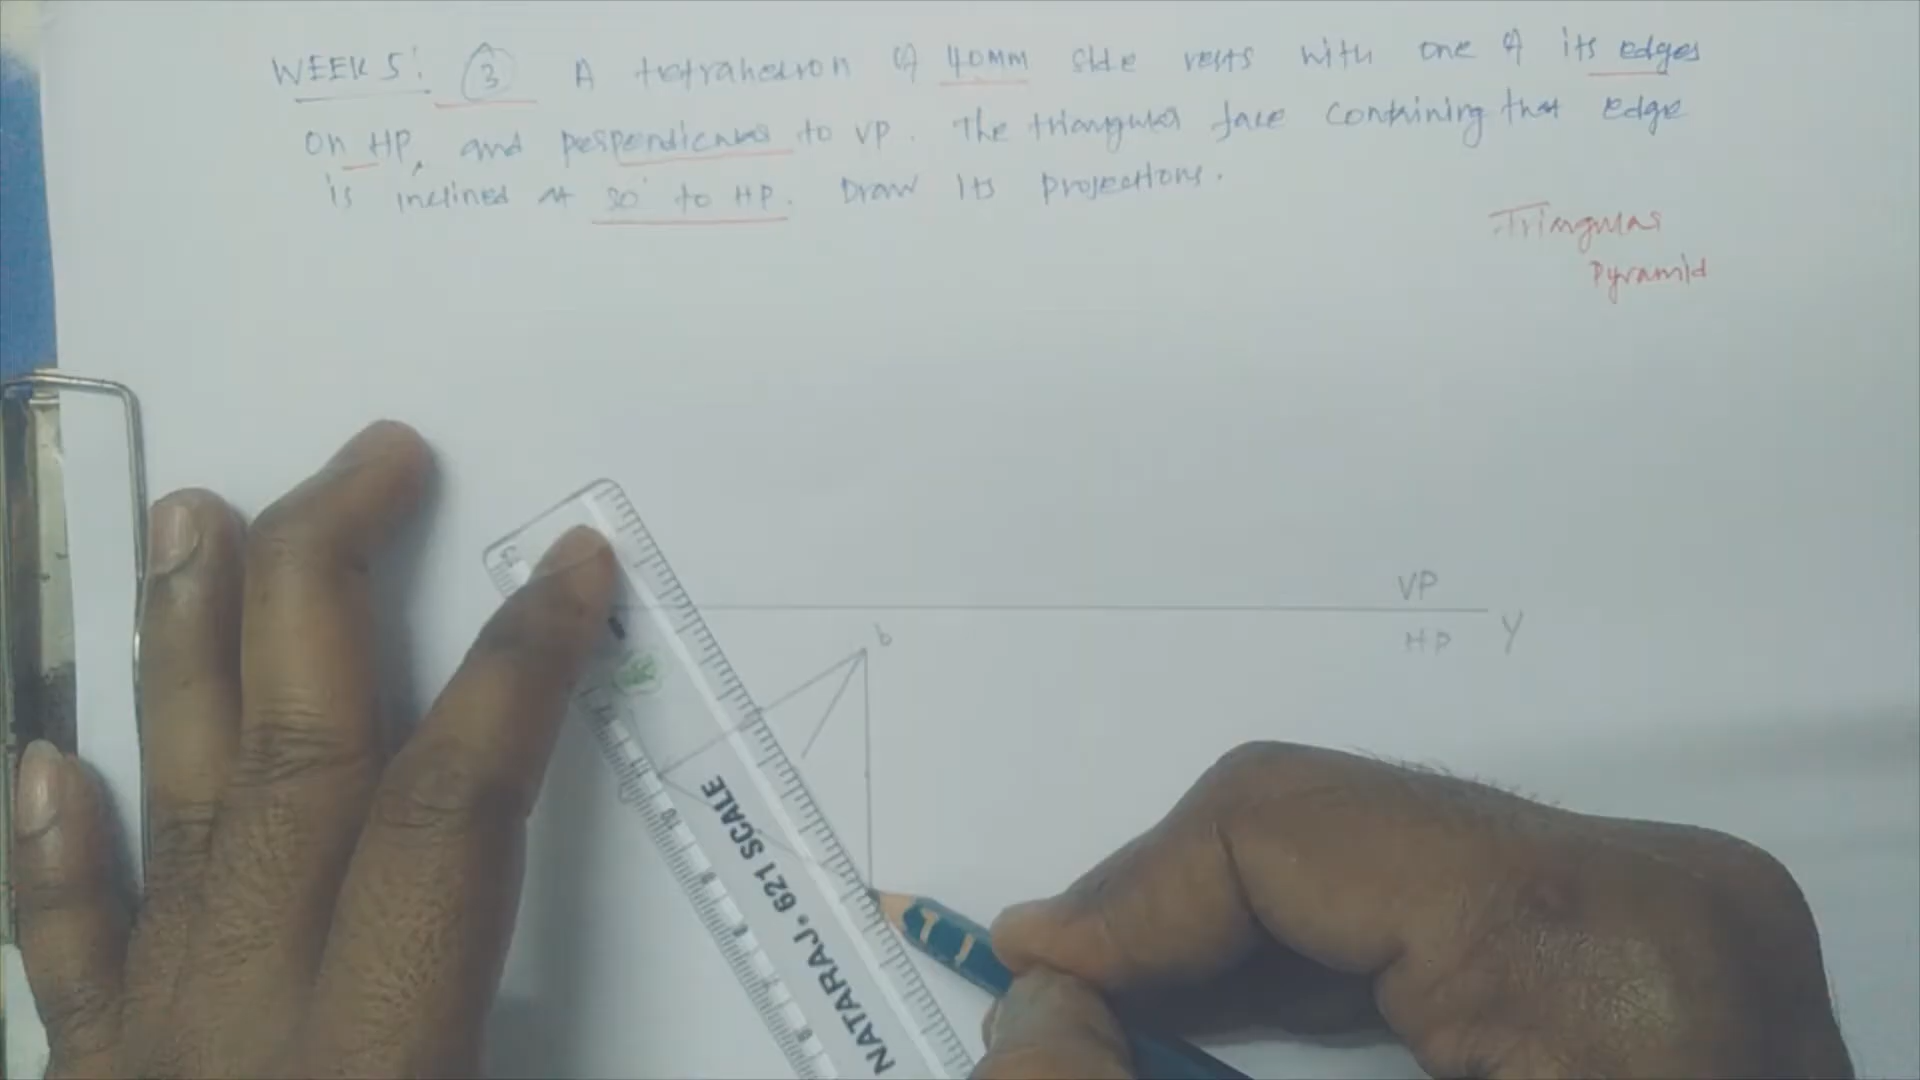 WEEK 5: 3 A tetrahedron of 40mm side rests with one of its edges
on HP, and perpendicular to VP. The triangular face containing that edge
is inclined at 30° to HP. Draw its projections.
Triangular
Pyramid
VP
HP
Y
b
NATARAJ. 621 SCALE